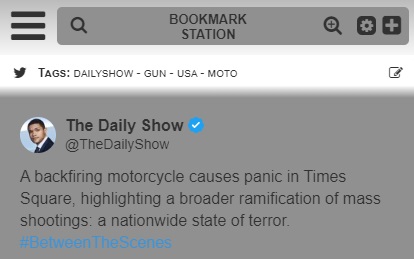 BOOKMARK
STATION
TAGS: DAILYSHOW - GUN - USA - MOTO
The Daily Show
@TheDailyShow
A backfiring motorcycle causes panic in Times
Square, highlighting a broader ramification of mass
shootings: a nationwide state of terror.
#BetweenTheScenes